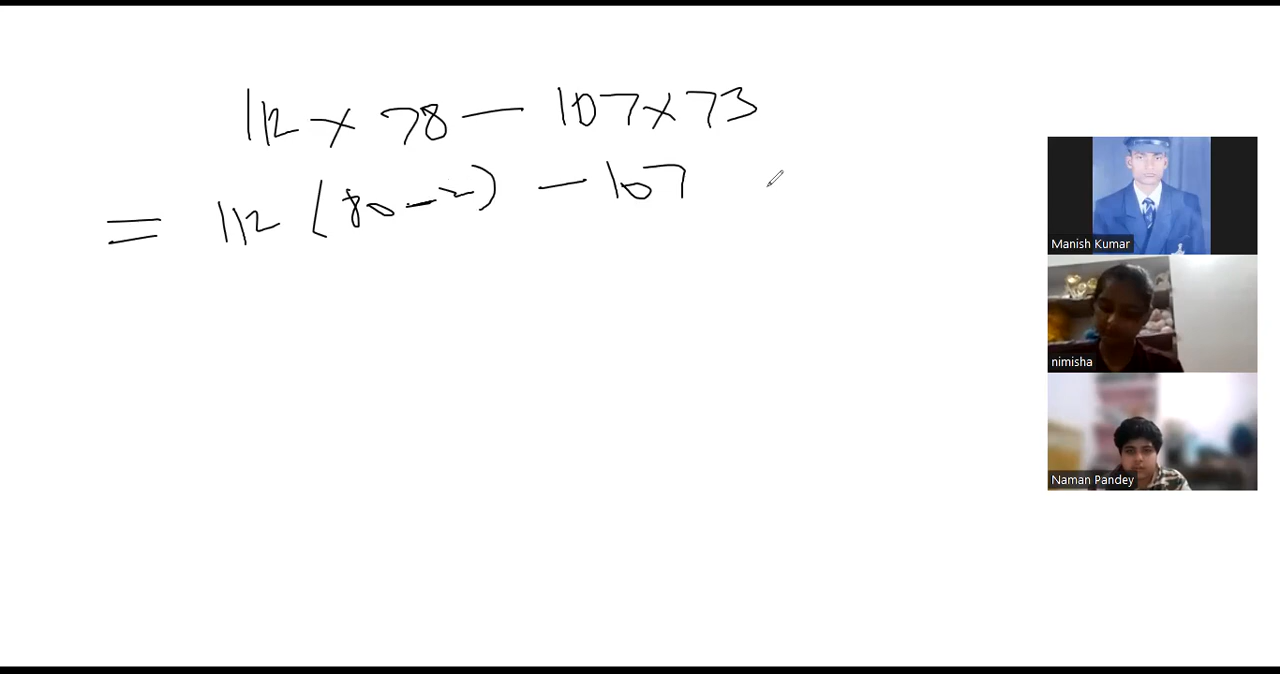 112 × 78 — 107 × 73
= 112 (80 - 2) - 107
Manish Kumar
nimisha
Naman Pandey